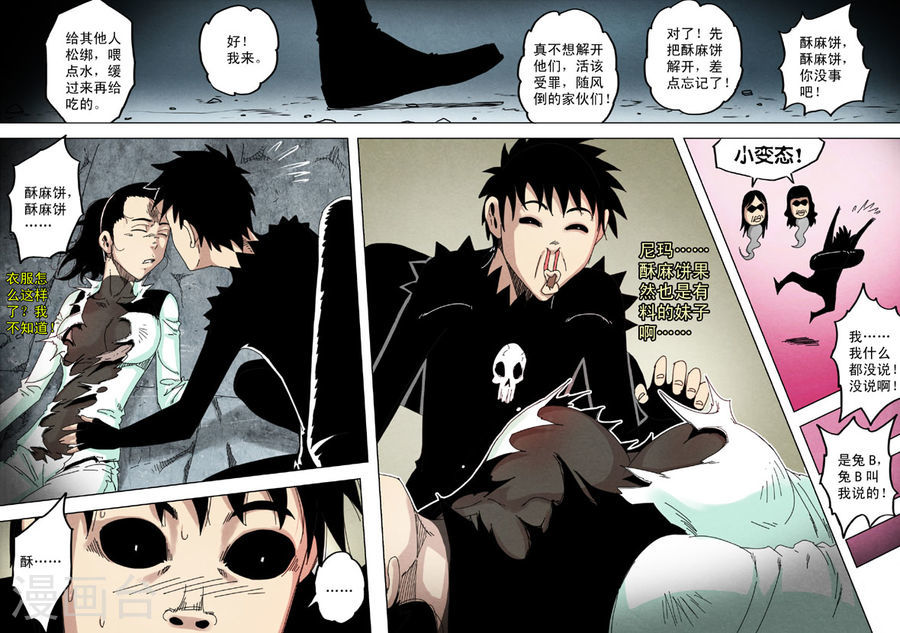 给其他人
松绑，喂
点水，缓
过来再给
吃的。
好！
我来。
真不想解开
他们，活该
受罪，随风
倒的家伙们！
对了！先
把酥麻饼
解开，差
点忘记了！
酥麻饼，
酥麻饼，
你没事
吧！
酥麻饼，
酥麻饼
……
衣服怎
么这样
了？我
不知道！
尼玛……
酥麻饼果
然也是有
料的妹子
啊……
小变态！
我……
我什么
都没说！
没说啊！
是兔B，
兔B叫
我说的！
酥……
………
漫画台